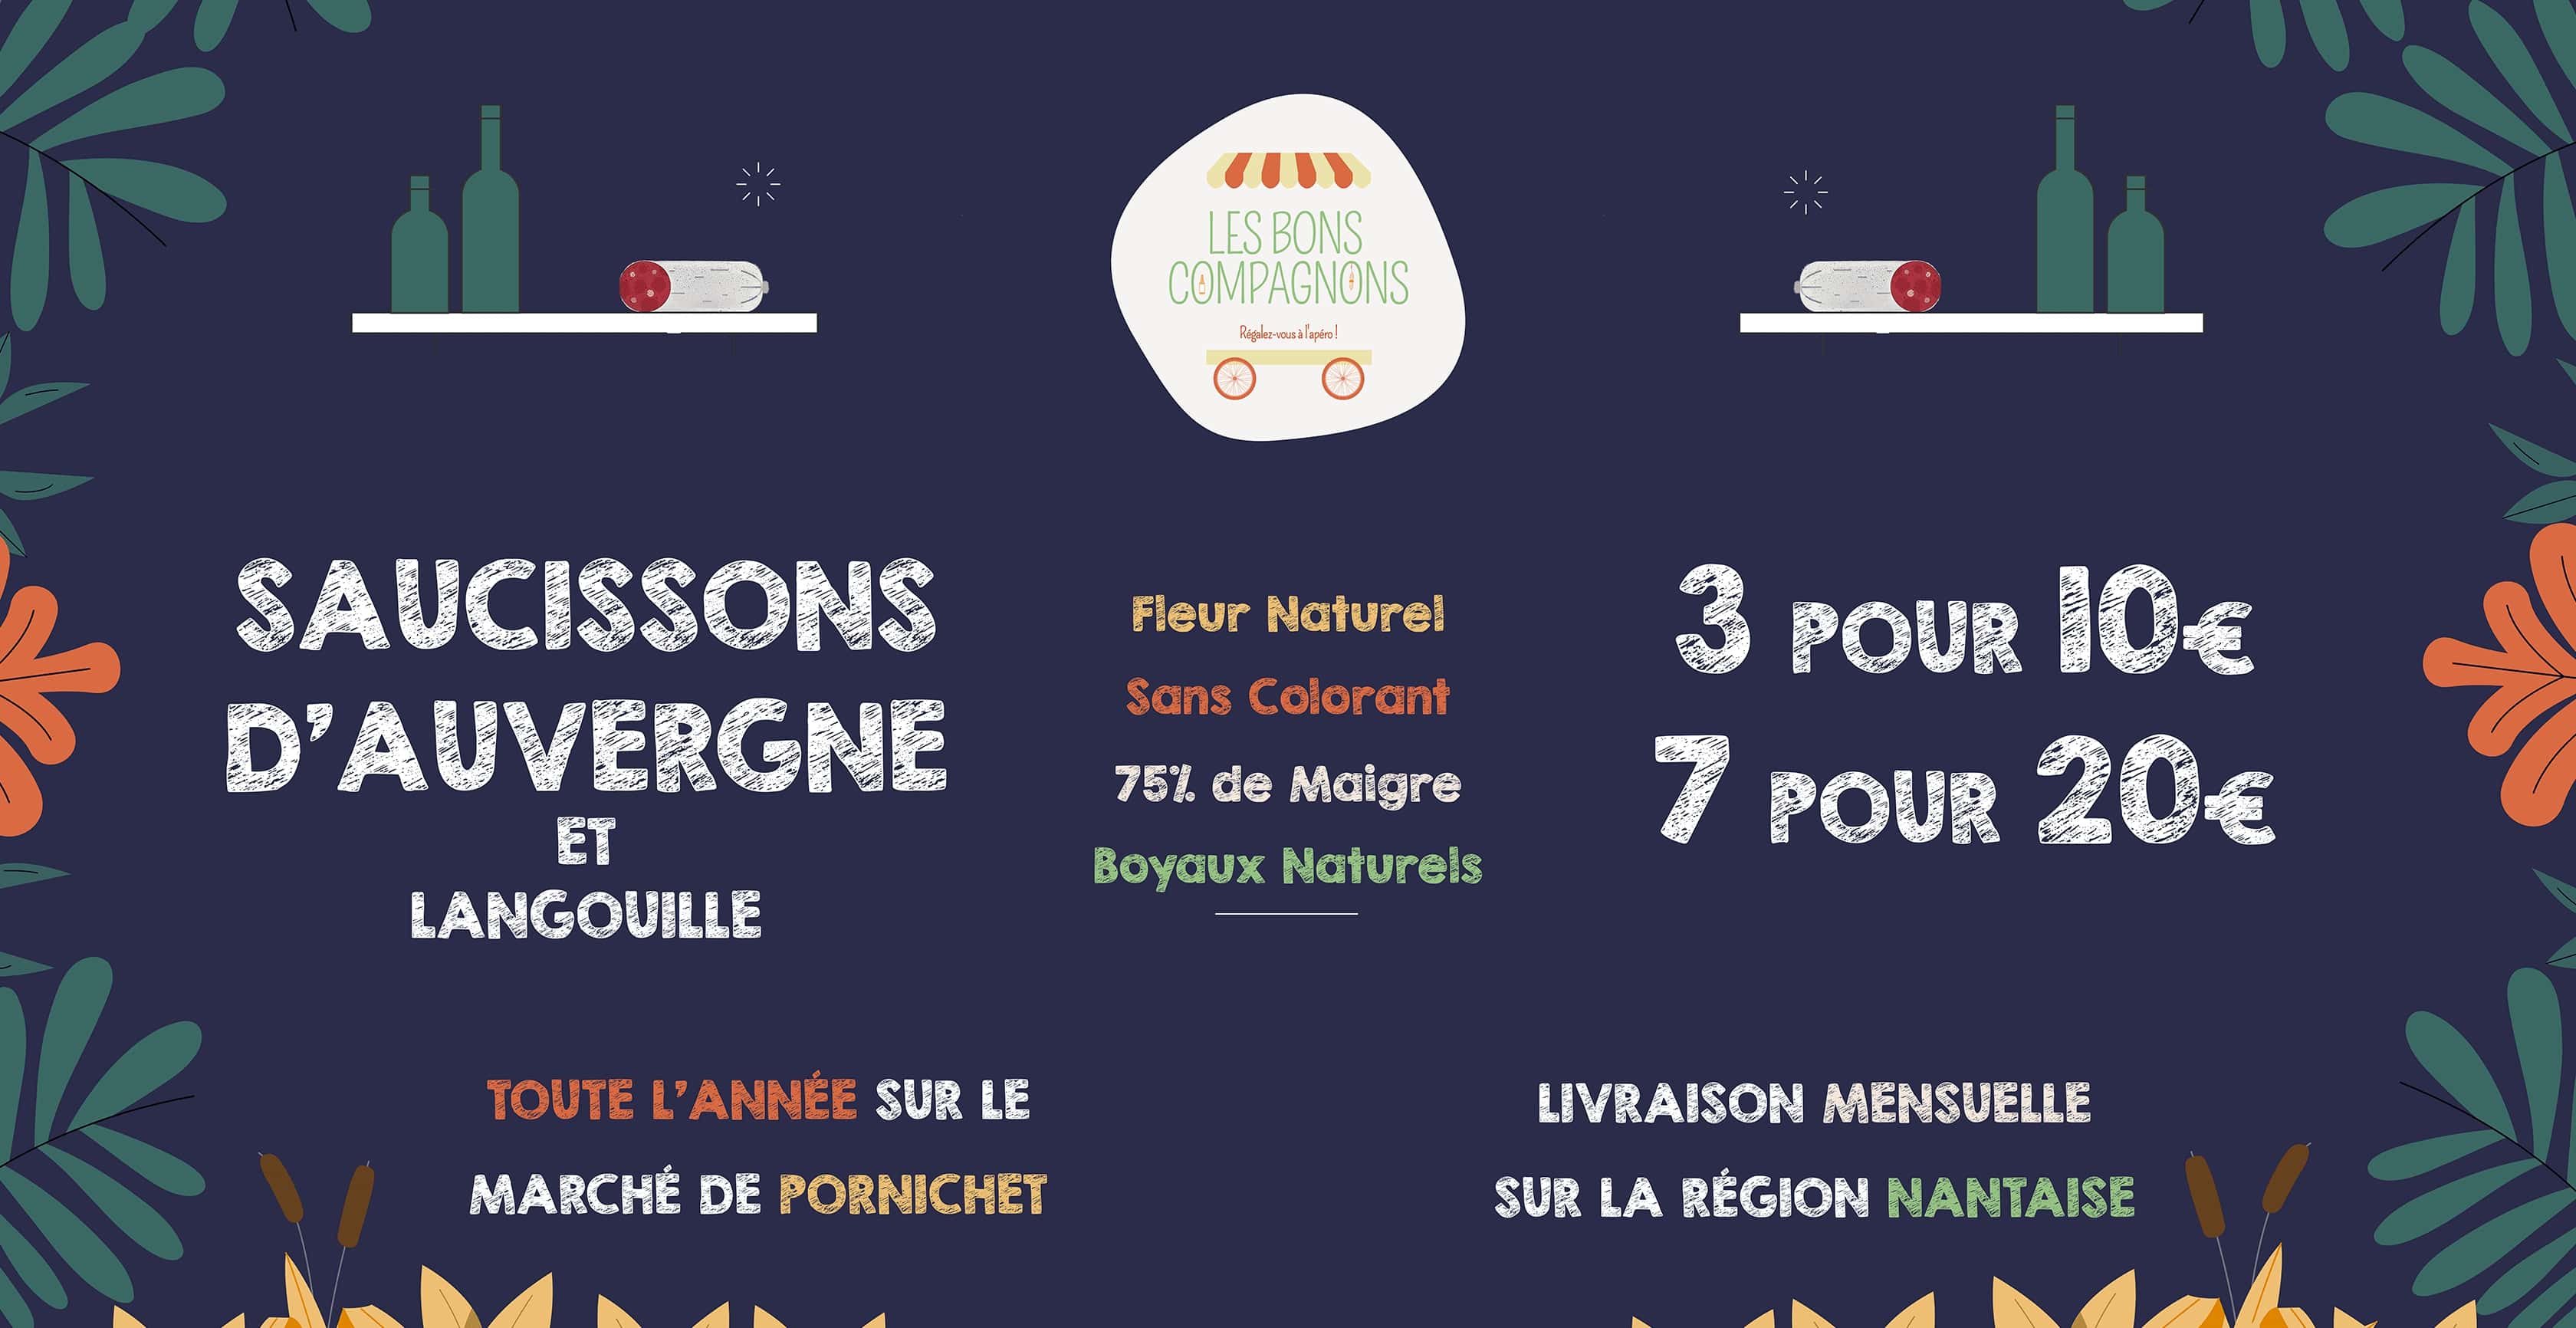 LES BONS
COMPAGNONS
Régalez-vous à l'apéro !
SAUCISSONS
D'AUVERGNE
ET
LANGOUILLE
Fleur Naturel
Sans Colorant
75% de Maigre
Boyaux Naturels
3 POUR 10€
7 POUR 20€
TOUTE L'ANNÉE SUR LE
MARCHÉ DE PORNICHET
LIVRAISON MENSUELLE
SUR LA RÉGION NANTAISE